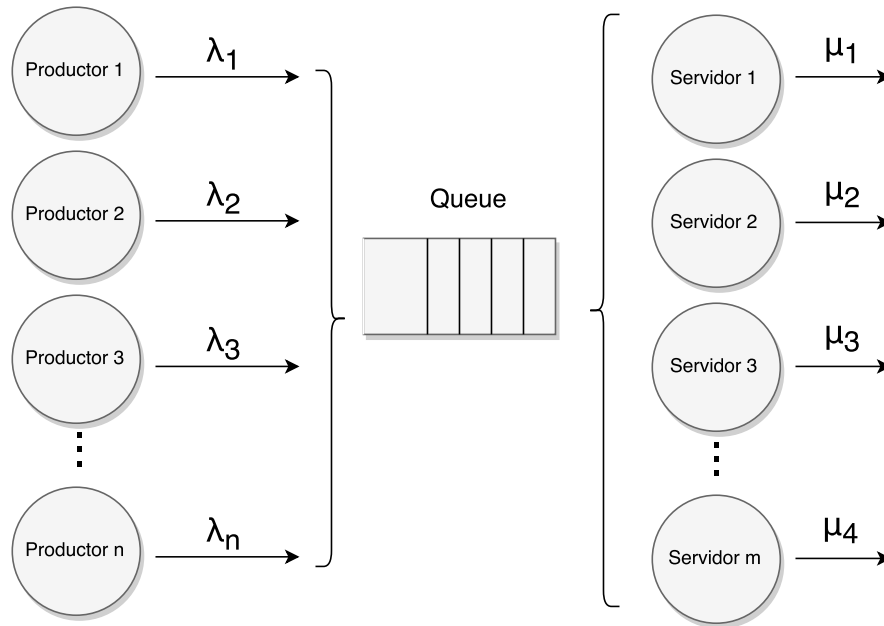 Productor 1
λ1
Productor 2
λ2
Productor 3
λ3
Productor n
λn
Queue
Servidor 1
μ1
Servidor 2
μ2
Servidor 3
μ3
Servidor m
μ4